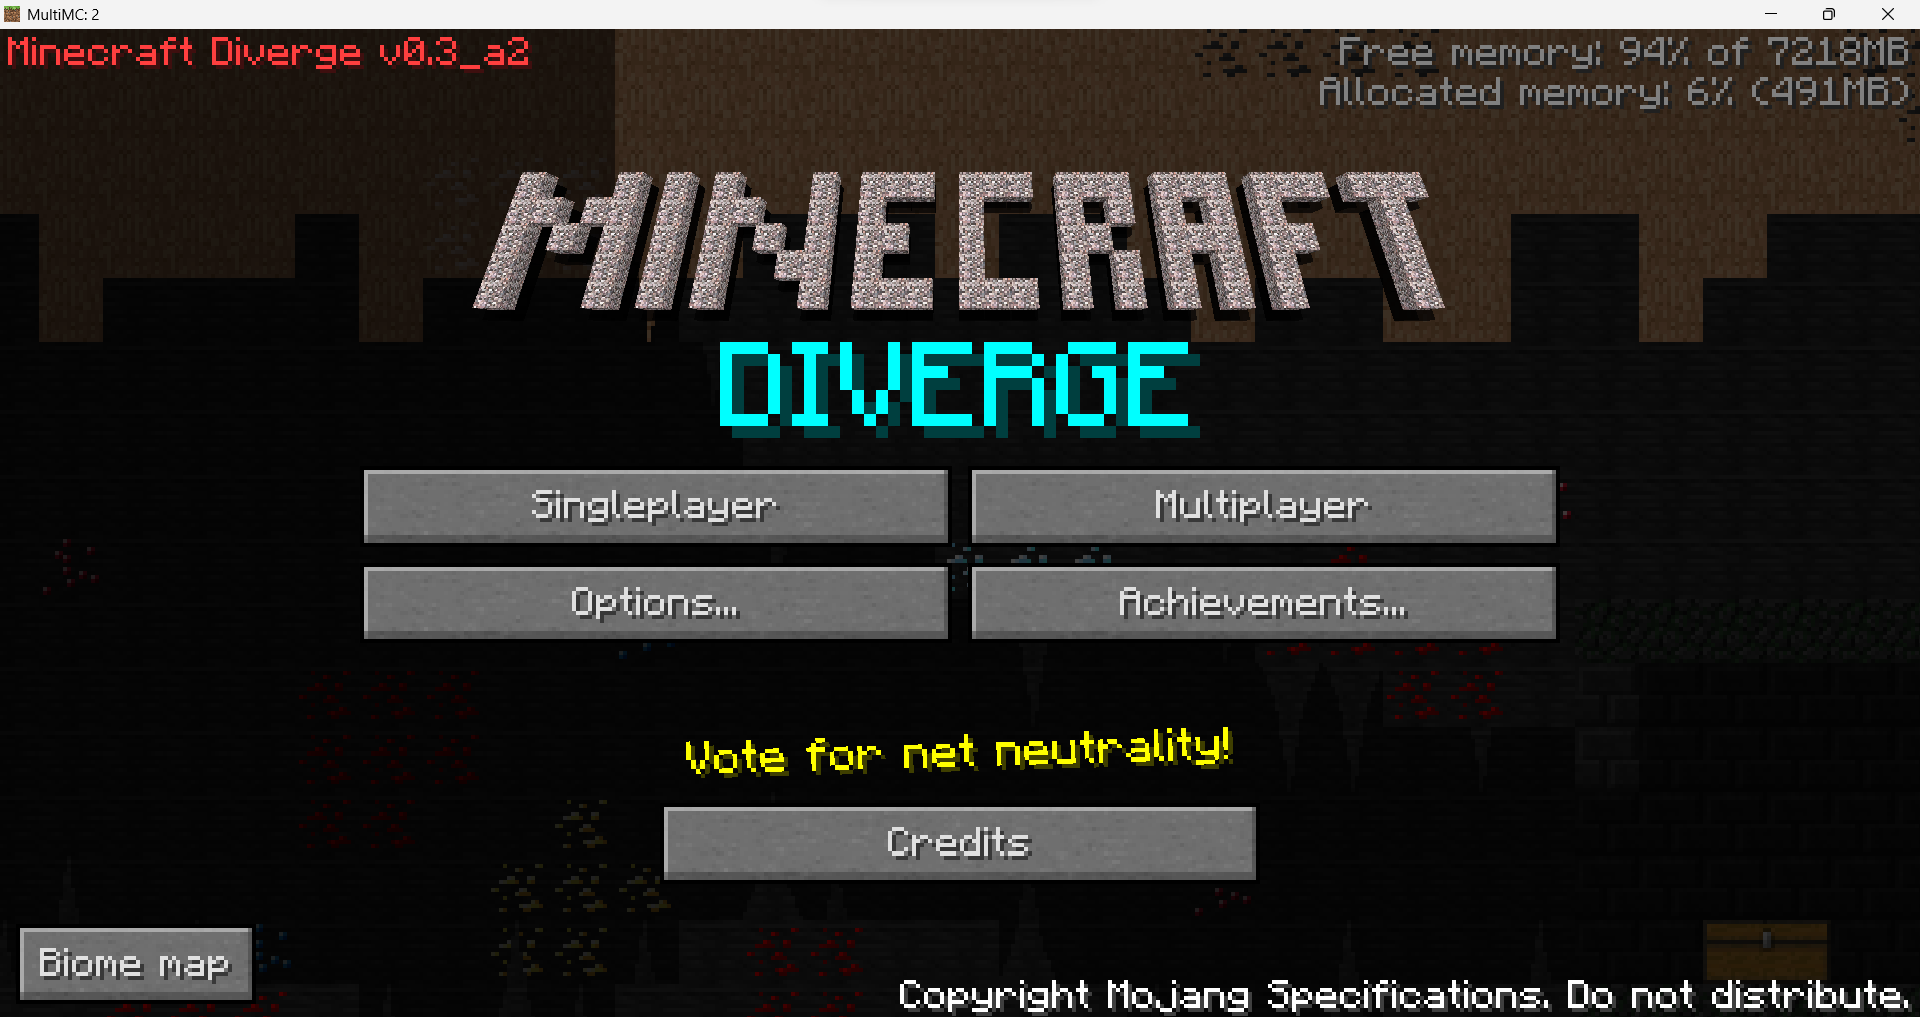 MultiMC: 2
Minecraft Diverge v0.3_a2
Free memory: 94% of 7218MB
Allocated memory: 6% (491MB)
MINECRAFT
DIVERGE
Singleplayer
Multiplayer
Options...
Achievements...
Vote for net neutrality!
Credits
Biome map
Copyright Mojang Specifications. Do not distribute.